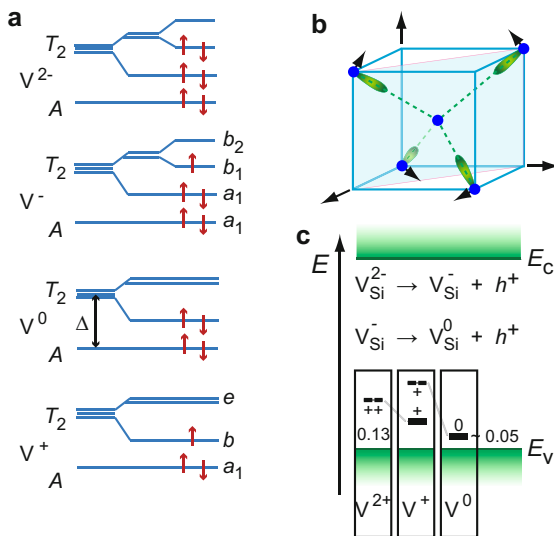 a
T2
V2-
A
T2
b2
b1
V-
a1
A
a1
T2
V0
Δ
A
T2
e
V+
b
A
a1
b
c
E
EC
V2-Si → V-Si + h+
V-Si → V0Si + h+
++
+
+
0
0.13
~ 0.05
EV
V2+
V+
V0